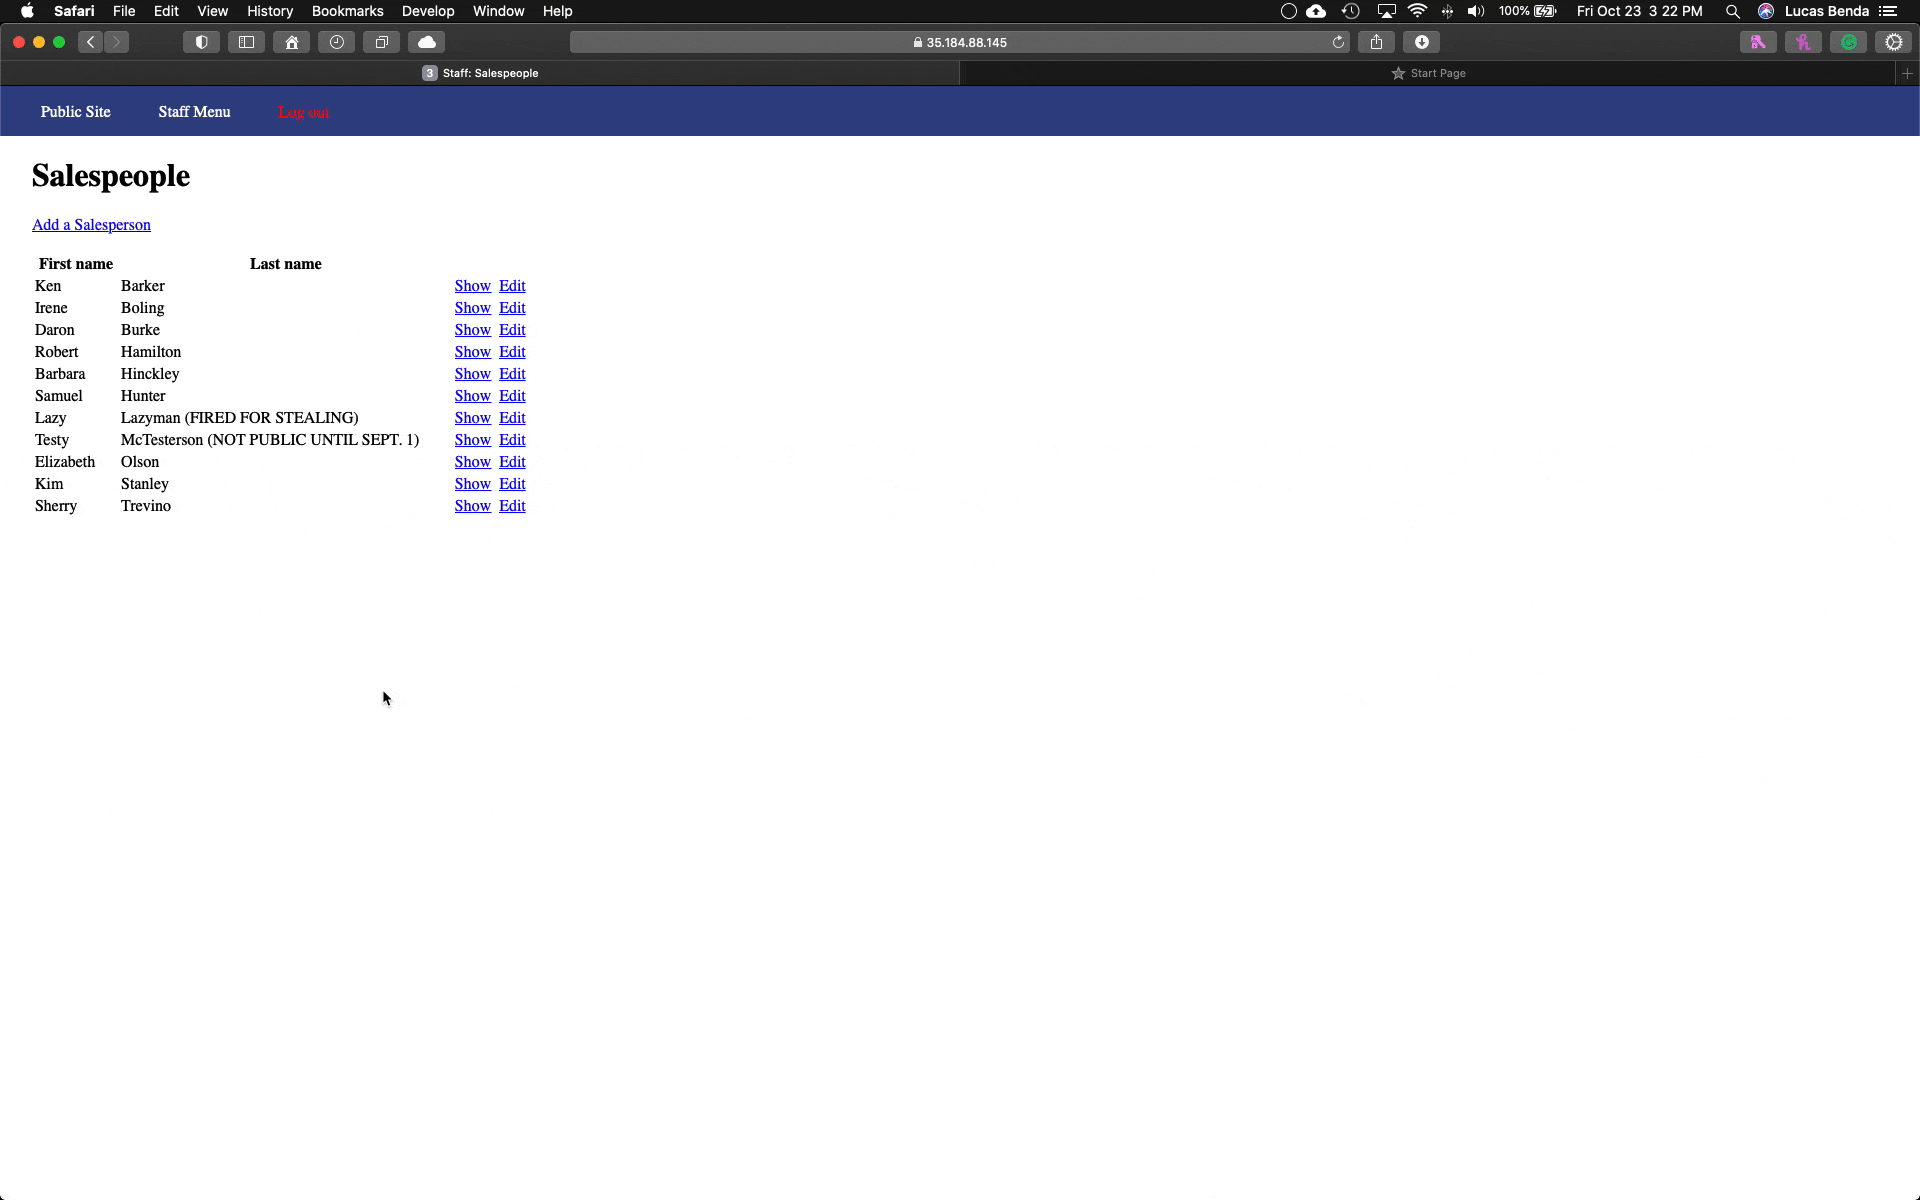 Safari File Edit View History Bookmarks Develop Window Help 100% Fri Oct 23 3 22 PM Lucas Benda
35.184.88.145
3 Staff: Salespeople Start Page
Public Site Staff Menu Log out
Salespeople
Add a Salesperson
First name Last name
Ken Barker Show Edit
Irene Boling Show Edit
Daron Burke Show Edit
Robert Hamilton Show Edit
Barbara Hinckley Show Edit
Samuel Hunter Show Edit
Lazy Lazyman (FIRED FOR STEALING) Show Edit
Testy McTesterson (NOT PUBLIC UNTIL SEPT. 1) Show Edit
Elizabeth Olson Show Edit
Kim Stanley Show Edit
Sherry Trevino Show Edit